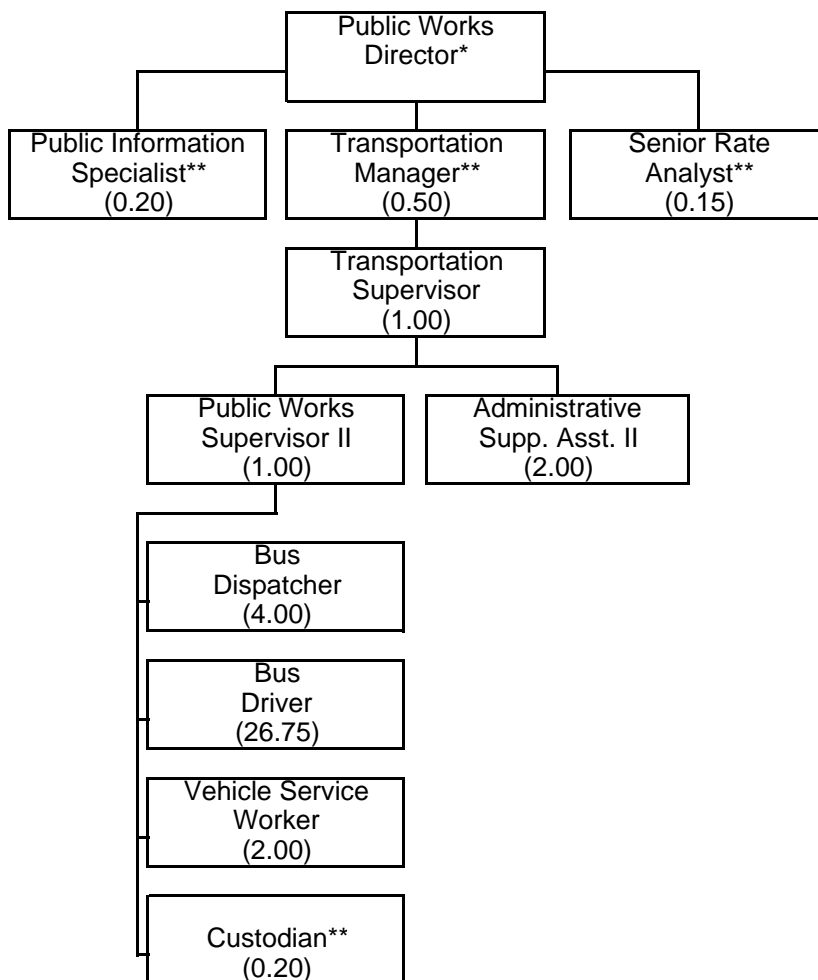 Public Works
Director*
Public Information
Specialist**
(0.20)
Transportation
Manager**
(0.50)
Senior Rate
Analyst**
(0.15)
Transportation
Supervisor
(1.00)
Public Works
Supervisor II
(1.00)
Administrative
Supp. Asst. II
(2.00)
Bus
Dispatcher
(4.00)
Bus
Driver
(26.75)
Vehicle Service
Worker
(2.00)
Custodian**
(0.20)